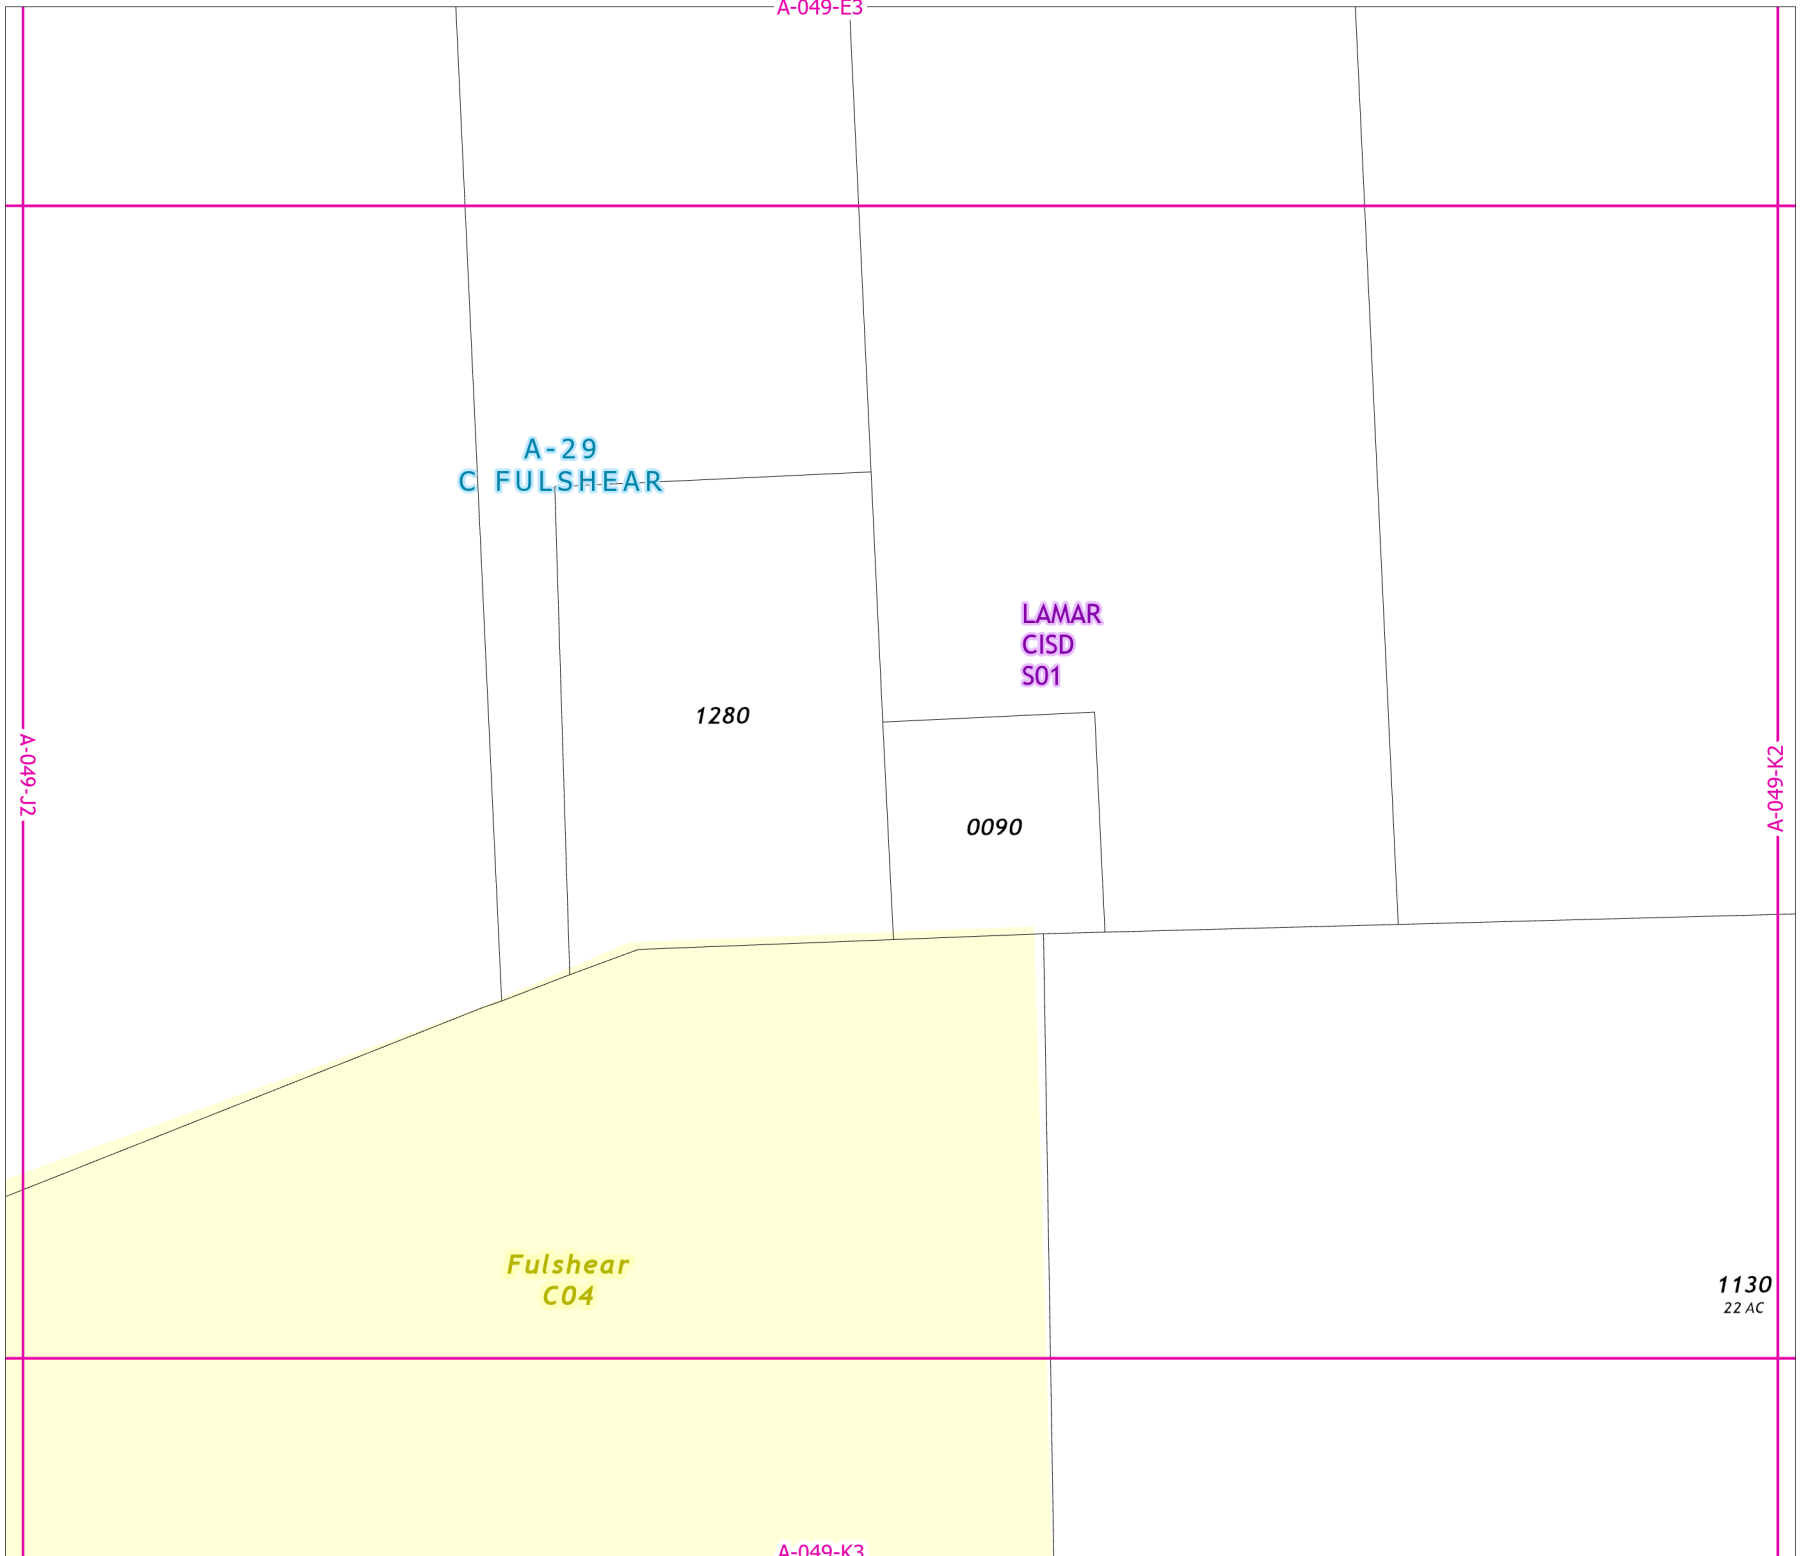 A-049-E3
A-29
C FULSHEAR
LAMAR
CISD
S01
1280
A-049-J2
A-049-K2
0090
Fulshear
C04
1130
22 AC
A-049-K3